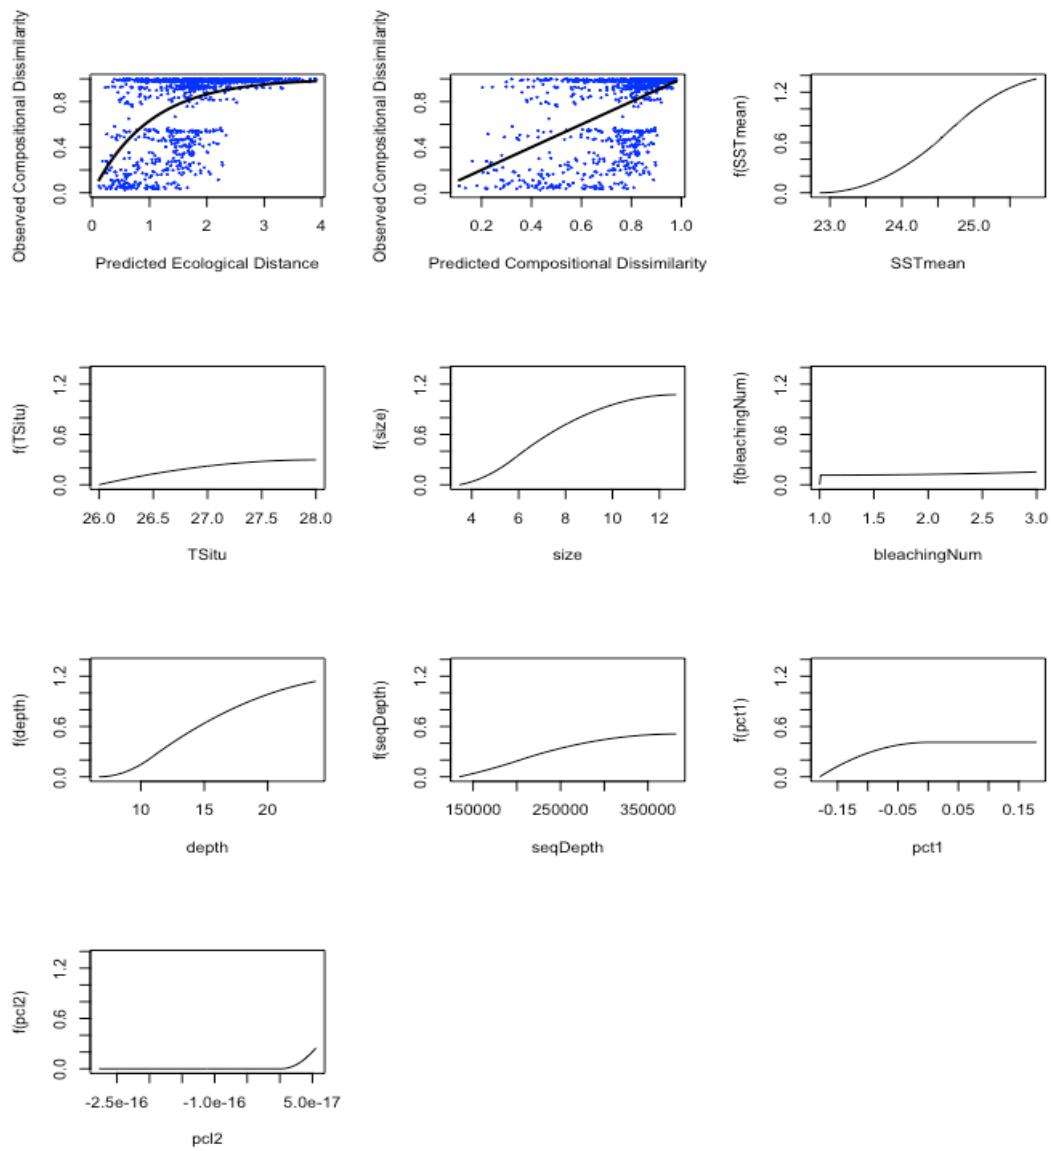 Observed Compositional Dissimilarity
0.0 0.4 0.8
0 1 2 3 4
Predicted Ecological Distance
Observed Compositional Dissimilarity
0.0 0.4 0.8
0.2 0.4 0.6 0.8 1.0
Predicted Compositional Dissimilarity
f(SSTmean)
0.0 0.6 1.2
23.0 24.0 25.0
SSTmean
f(TSitu)
0.0 0.6 1.2
26.0 26.5 27.0 27.5 28.0
TSitu
f(size)
0.0 0.6 1.2
4 6 8 10 12
size
f(bleachingNum)
0.0 0.6 1.2
1.0 1.5 2.0 2.5 3.0
bleachingNum
f(depth)
0.0 0.6 1.2
10 15 20
depth
f(seqDepth)
0.0 0.6 1.2
150000 250000 350000
seqDepth
f(pct1)
0.0 0.6 1.2
-0.15 -0.05 0.05 0.15
pct1
f(pcl2)
0.0 0.6 1.2
-2.5e-16 -1.0e-16 5.0e-17
pcl2